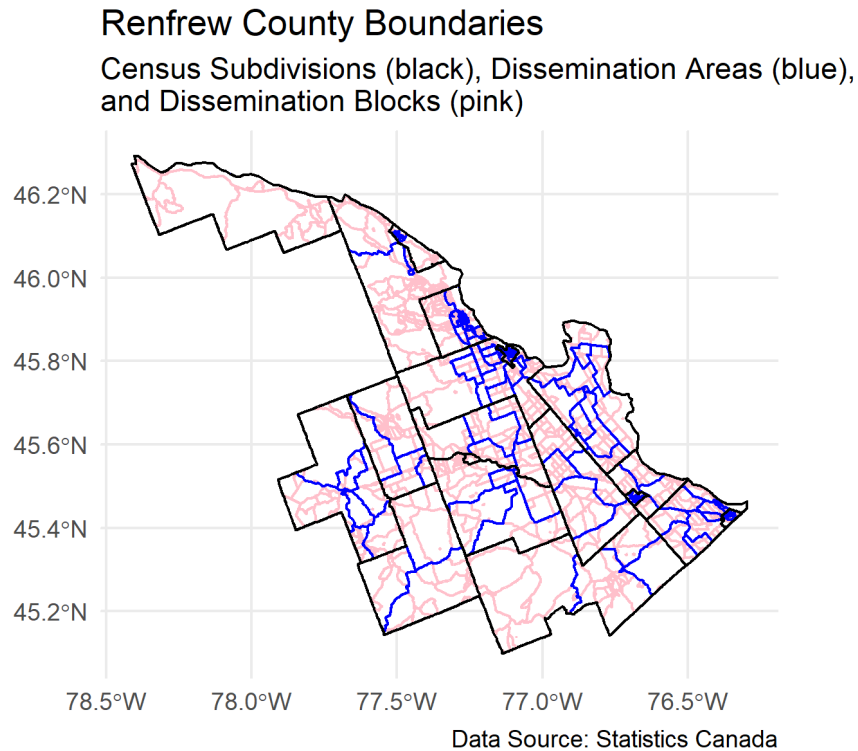 Renfrew County Boundaries
Census Subdivisions (black), Dissemination Areas (blue),
and Dissemination Blocks (pink)
46.2°N
46.0°N
45.8°N
45.6°N
45.4°N
45.2°N
78.5°W 78.0°W 77.5°W 77.0°W 76.5°W
Data Source: Statistics Canada